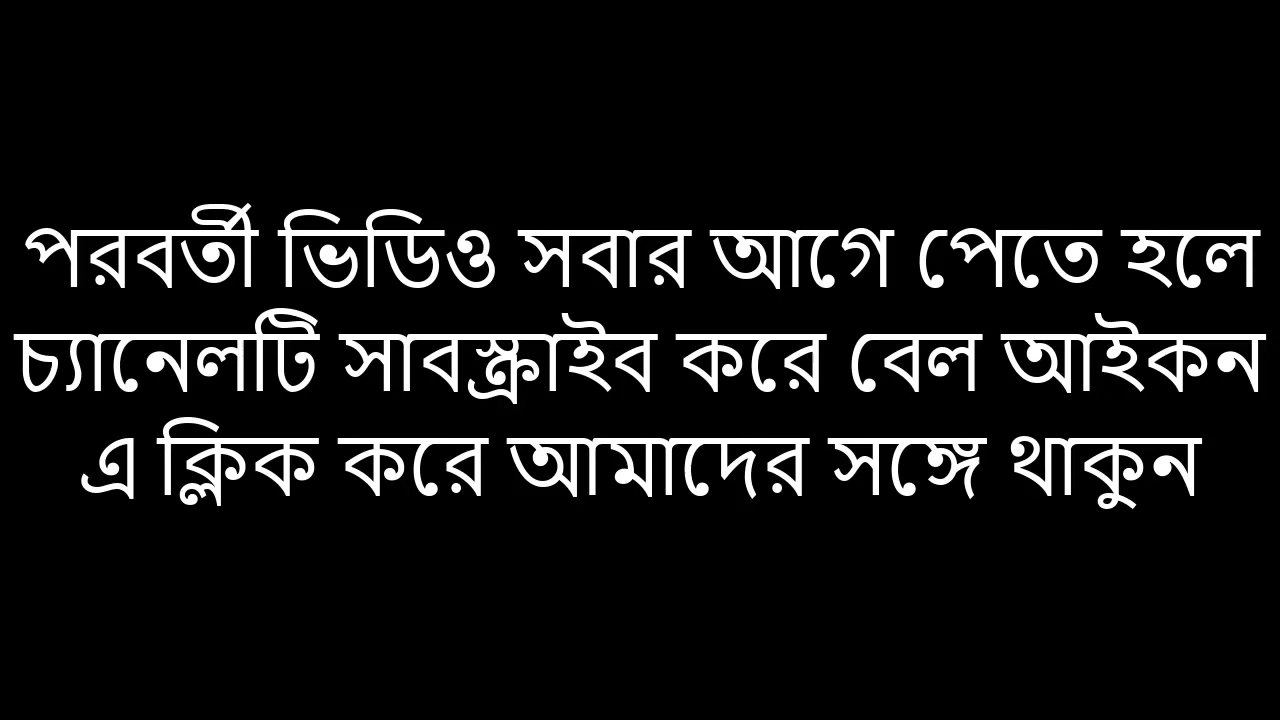 পরবর্তী ভিডিও সবার আগে পেতে হলে
চ্যানেলটি সাবস্ক্রাইব করে বেল আইকন
এ ক্লিক করে আমাদের সঙ্গে থাকুন